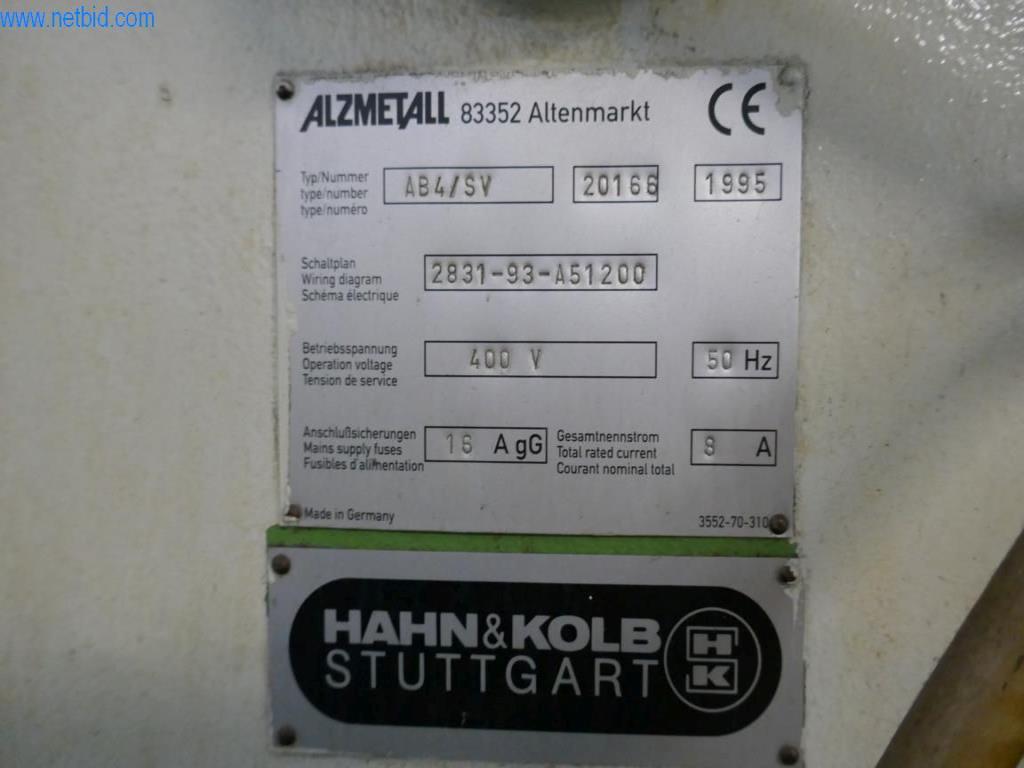 www.netbid.com
ALZMETALL 83352 Altenmarkt CE
Typ/Nummer
type/number
type/numéro
AB4/SV 20166 1995
Schaltplan
Wiring diagram
Schéma électrique
2831-93-A51200
Betriebsspannung
Operation voltage
Tension de service
400 V 50 Hz
Anschlußsicherungen
Mains supply fuses
Fusibles d'alimentation
16 A gG
Gesamtnennstrom
Total rated current
Courant nominal total
8 A
Made in Germany 3552-70-310
HAHN&KOLB
STUTTGART
HK